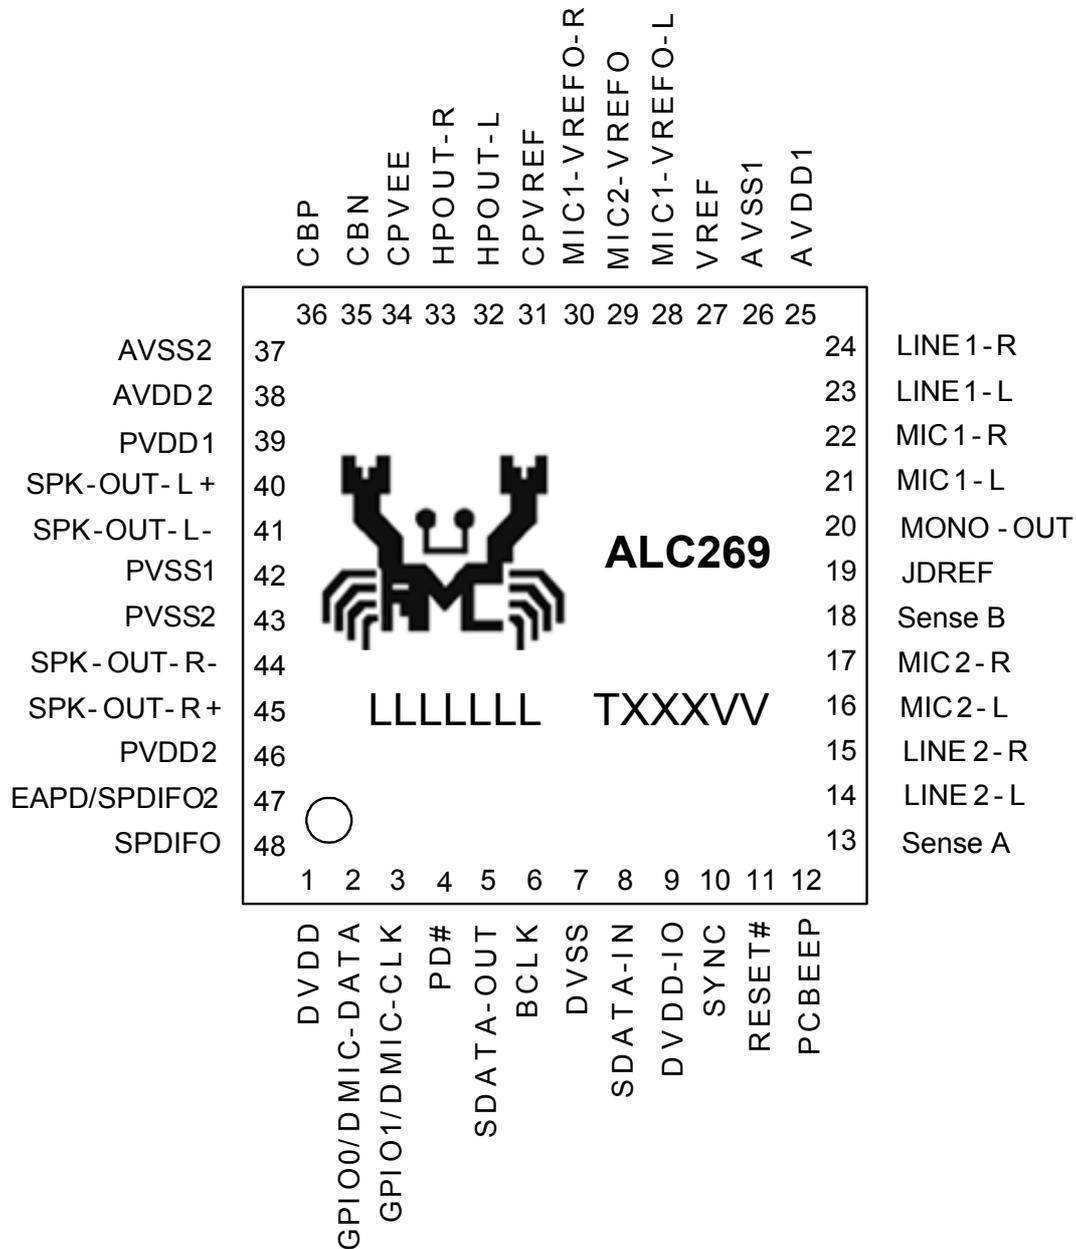 CBP
CBN
CPVEE
HPOUT-R
HPOUT-L
CPVREF
MIC1-VREFO-R
MIC2-VREFO
MIC1-VREFO-L
VREF
AVSS1
AVDD1
36 35 34 33 32 31 30 29 28 27 26 25
AVSS2 37
AVDD2 38
PVDD1 39
SPK-OUT-L+ 40
SPK-OUT-L- 41
PVSS1 42
PVSS2 43
SPK-OUT-R- 44
SPK-OUT-R+ 45
PVDD2 46
EAPD/SPDIFO2 47
SPDIFO 48
ALC269
LLLLLLL TXXXVV
24 LINE1-R
23 LINE1-L
22 MIC1-R
21 MIC1-L
20 MONO-OUT
19 JDREF
18 Sense B
17 MIC2-R
16 MIC2-L
15 LINE2-R
14 LINE2-L
13 Sense A
1 2 3 4 5 6 7 8 9 10 11 12
DVDD
GPIO0/DMIC-DATA
GPIO1/DMIC-CLK
PD#
SDATA-OUT
BCLK
DVSS
SDATA-IN
DVDD-IO
SYNC
RESET#
PCBEEP